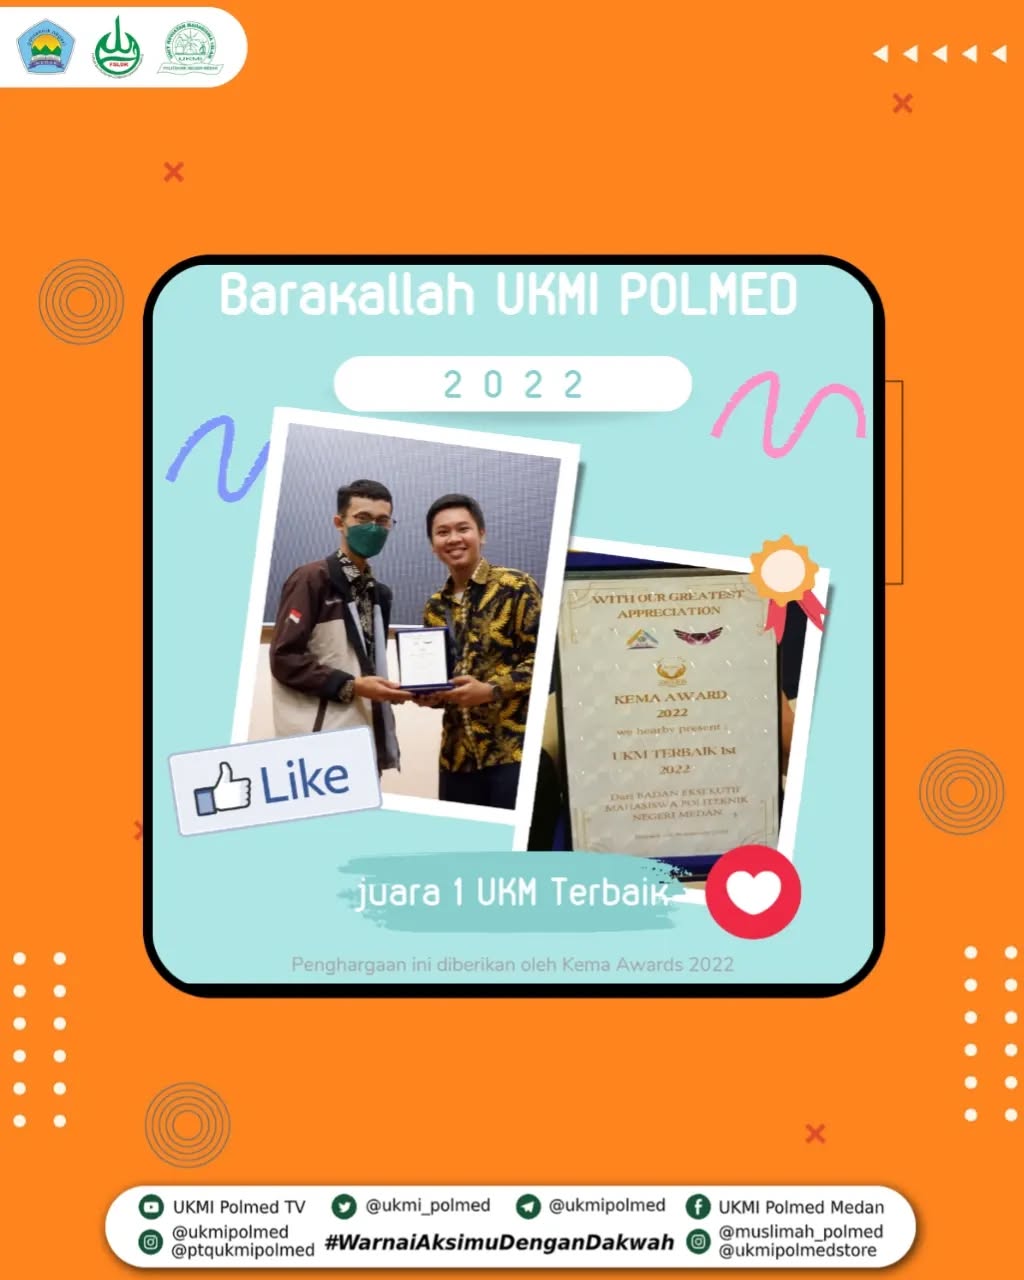 FSLDK
UKMI
Barakallah UKMI POLMED
2022
WITH OUR GREATEST
APPRECIATION
KEMA AWARD
2022
we hearby present :
UKM TERBAIK 1st
2022
Dari BADAN EKSEKUTIF
MAHASISWA POLITEKNIK
NEGERI MEDAN
Like
juara 1 UKM Terbaik
Penghargaan ini diberikan oleh Kema Awards 2022
UKMI Polmed TV @ukmi_polmed @ukmipolmed UKMI Polmed Medan
@ukmipolmed
@ptqukmipolmed
#WarnaiAksimuDenganDakwah
@muslimah_polmed
@ukmipolmedstore